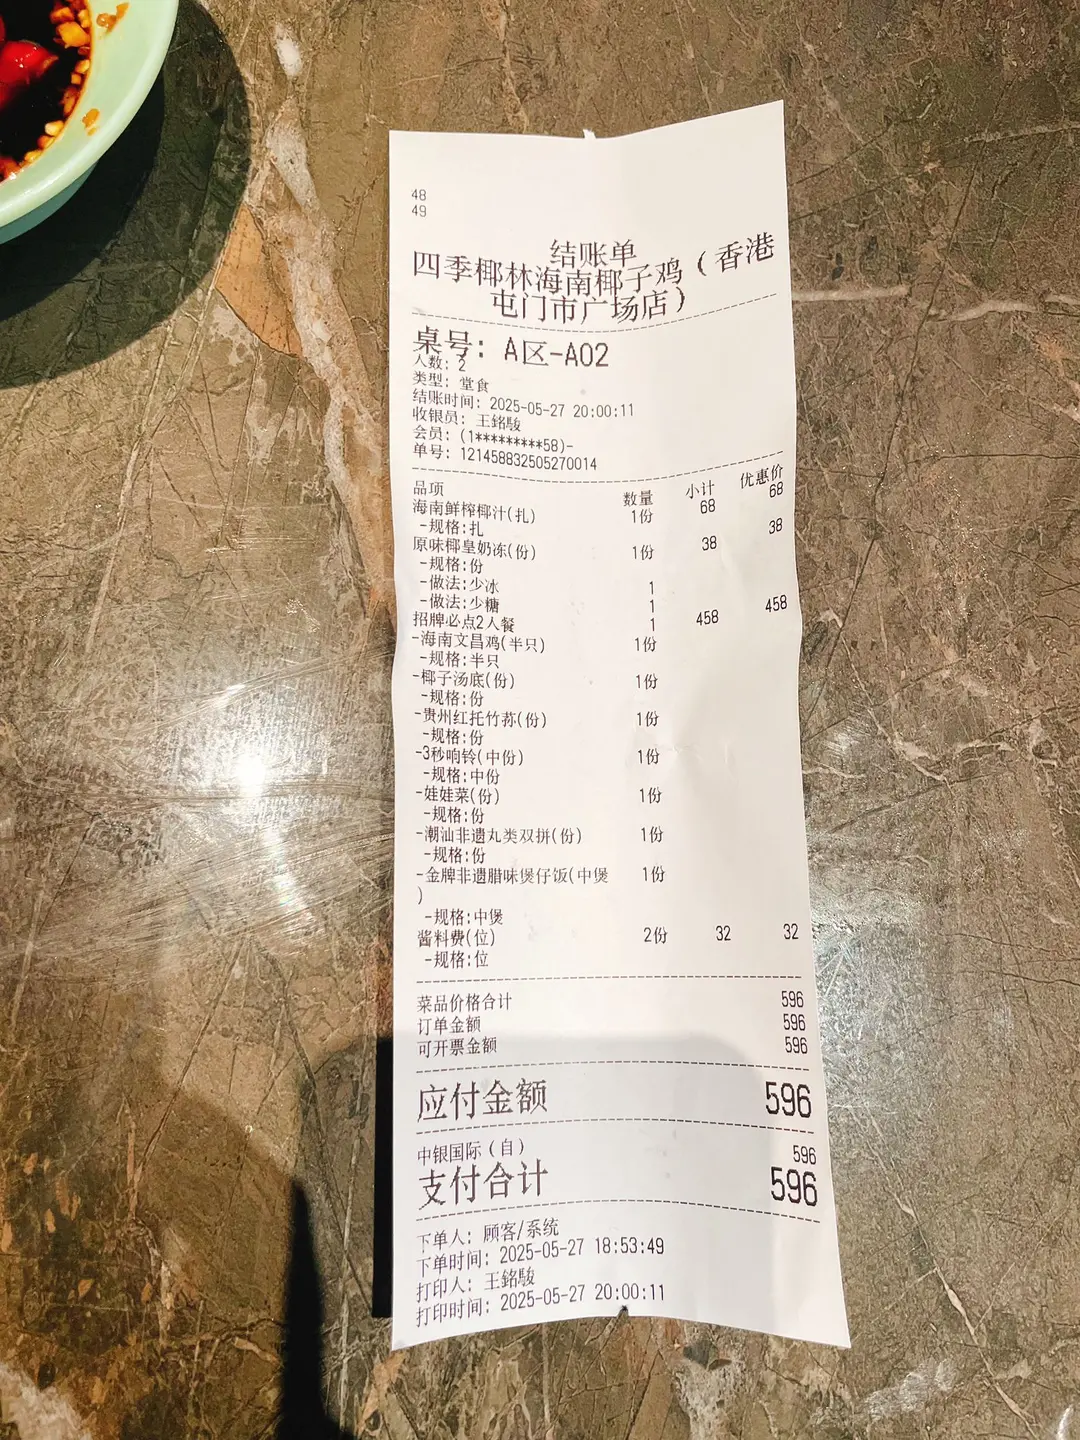 48
49
结账单
四季椰林海南椰子鸡（香港
屯门市广场店）
桌号: A区-A02
人数: 2
类型: 堂食
结账时间: 2025-05-27 20:00:11
收银员: 王銘駿
会员: (1*********58)-
单号: 121458832505270014
品项 数量 小计 优惠价
海南鲜榨椰汁(扎) 1份 68 68
-规格:扎
原味椰皇奶冻(份) 1份 38 38
-规格:份
-做法:少冰 1
-做法:少糖 1
招牌必点2人餐 1 458 458
-海南文昌鸡(半只) 1份
-规格:半只
-椰子汤底(份) 1份
-规格:份
-贵州红托竹荪(份) 1份
-规格:份
-3秒响铃(中份) 1份
-规格:中份
-娃娃菜(份) 1份
-规格:份
-潮汕非遗丸类双拼(份) 1份
-规格:份
-金牌非遗腊味煲仔饭(中煲 1份
)
-规格:中煲
酱料费(位) 2份 32 32
-规格:位
菜品价格合计 596
订单金额 596
可开票金额 596
应付金额 596
中银国际（自） 596
支付合计 596
下单人: 顾客/系统
下单时间: 2025-05-27 18:53:49
打印人: 王銘駿
打印时间: 2025-05-27 20:00:11